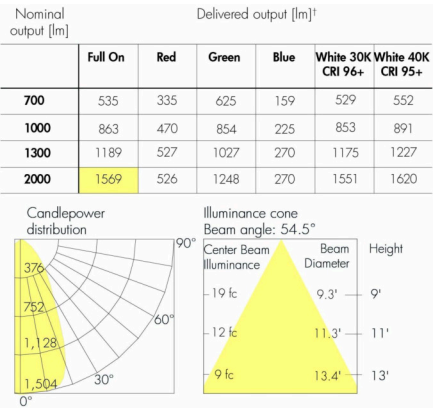 Nominal output [lm] Delivered output [lm]†
Full On Red Green Blue White 30K CRI 96+ White 40K CRI 95+
700 535 335 625 159 529 552
1000 863 470 854 225 853 891
1300 1189 527 1027 270 1175 1227
2000 1569 526 1248 270 1551 1620
Candlepower distribution
90°
376
752
60°
1,128
1,504
30°
0°
Illuminance cone
Beam angle: 54.5°
Center Beam Illuminance Beam Diameter Height
19 fc 9.3' 9'
12 fc 11.3' 11'
9 fc 13.4' 13'